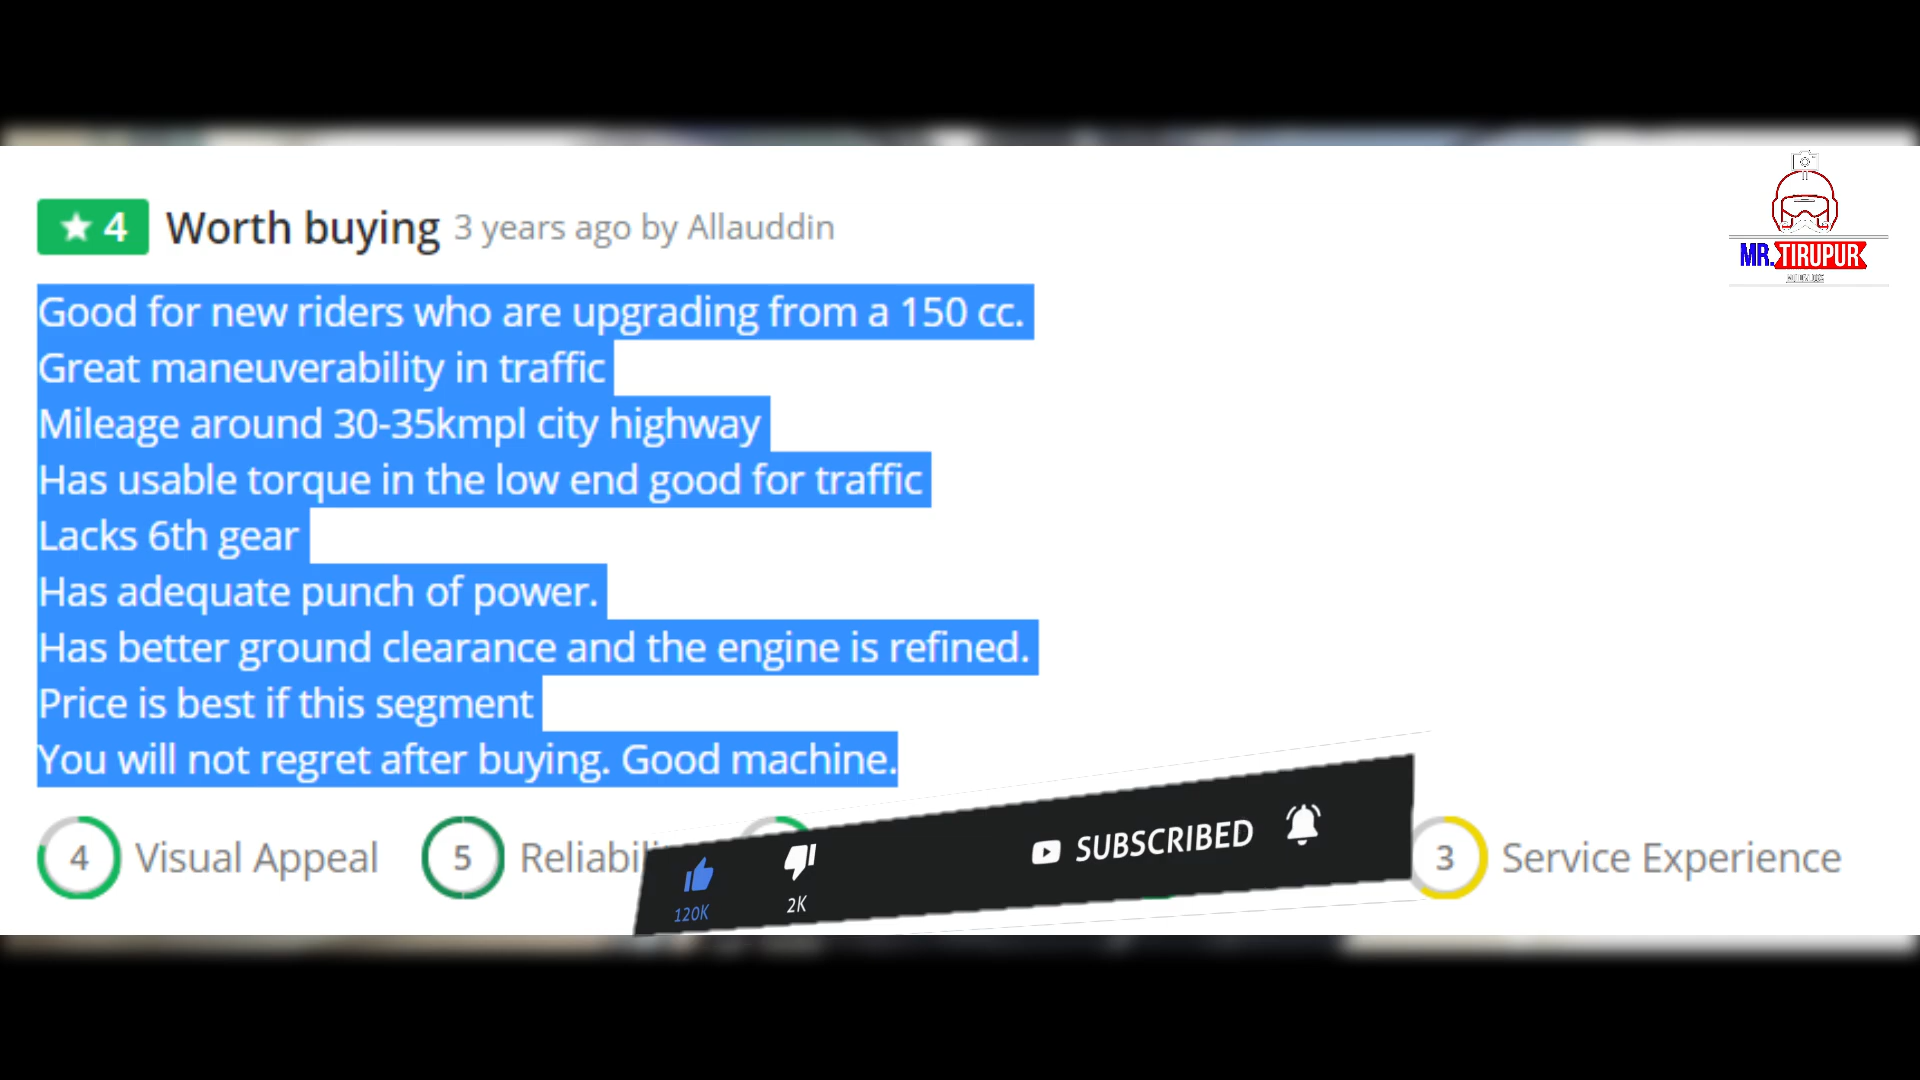 4 Worth buying 3 years ago by Allauddin
MR. TIRUPUR
Good for new riders who are upgrading from a 150 cc.
Great maneuverability in traffic
Mileage around 30-35kmpl city highway
Has usable torque in the low end good for traffic
Lacks 6th gear
Has adequate punch of power.
Has better ground clearance and the engine is refined.
Price is best if this segment
You will not regret after buying. Good machine.
4 Visual Appeal 5 Reliabili 3 Service Experience
SUBSCRIBED
120K 2K